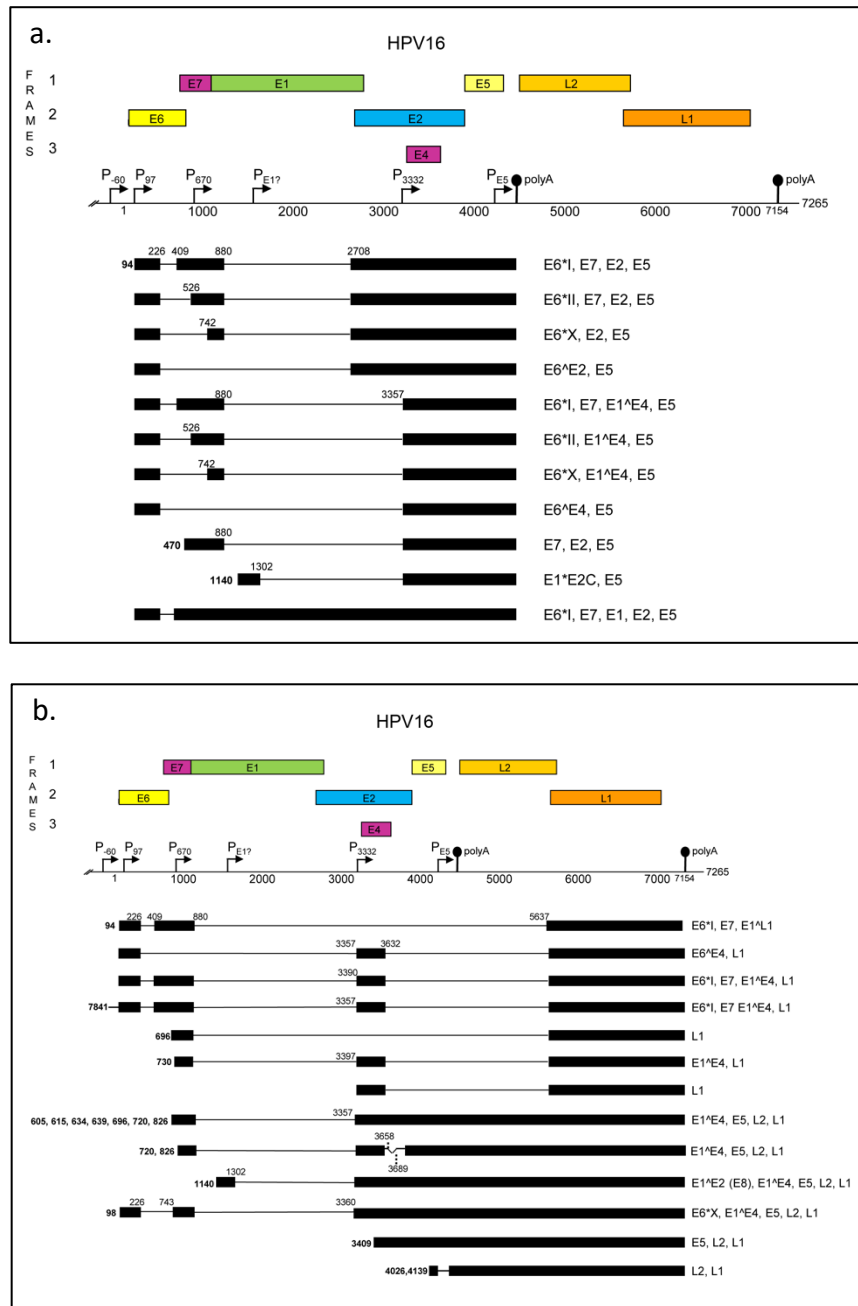 a.
HPV16
FRAMES
1
E7 E1 E5 L2
2
E6 E2 L1
3
E4
P-60 P97 P670 PE1? P3332 PE5 polyA polyA
1 1000 2000 3000 4000 5000 6000 7000 7154 7265
226 409 880 2708
94 E6*I, E7, E2, E5
526
E6*II, E7, E2, E5
742
E6*X, E2, E5
E6^E2, E5
880 3357
E6*I, E7, E1^E4, E5
526
E6*II, E1^E4, E5
742
E6*X, E1^E4, E5
E6^E4, E5
880
470 E7, E2, E5
1302
1140 E1*E2C, E5
E6*I, E7, E1, E2, E5
b.
HPV16
FRAMES
1
E7 E1 E5 L2
2
E6 E2 L1
3
E4
P-60 P97 P670 PE1? P3332 PE5 polyA polyA
1 1000 2000 3000 4000 5000 6000 7000 7154 7265
226 409 880 5637
94 E6*I, E7, E1^L1
3357 3632
E6^E4, L1
3390
E6*I, E7, E1^E4, L1
3357
7841 E6*I, E7 E1^E4, L1
696 L1
3397
730 E1^E4, L1
L1
3357
605, 615, 634, 639, 696, 720, 826 E1^E4, E5, L2, L1
3658
720, 826 E1^E4, E5, L2, L1
3689
1302
1140 E1^E2 (E8), E1^E4, E5, L2, L1
226 743 3360
98 E6*X, E1^E4, E5, L2, L1
3409 E5, L2, L1
4026,4139 L2, L1